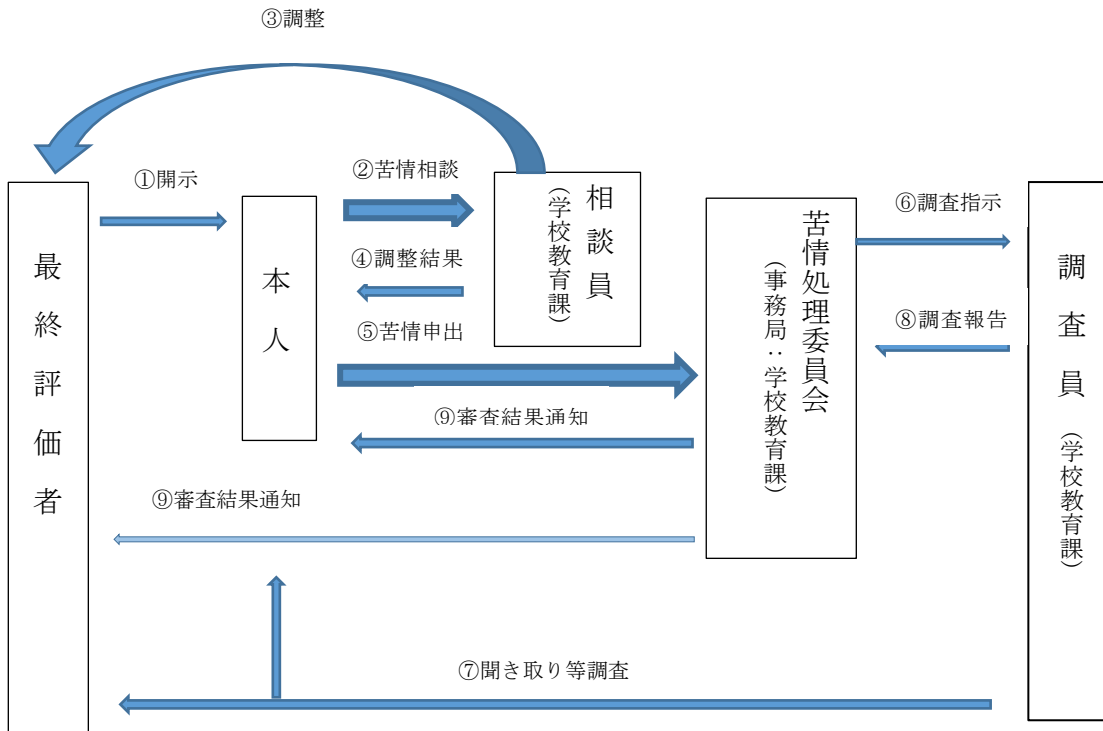 ③調整
①開示
②苦情相談
④調整結果
⑤苦情申出
⑥調査指示
⑧調査報告
⑨審査結果通知
⑨審査結果通知
⑦聞き取り等調査
最終評価者
本人
相談員
(学校教育課)
苦情処理委員会
(事務局:学校教育課)
調査員(学校教育課)